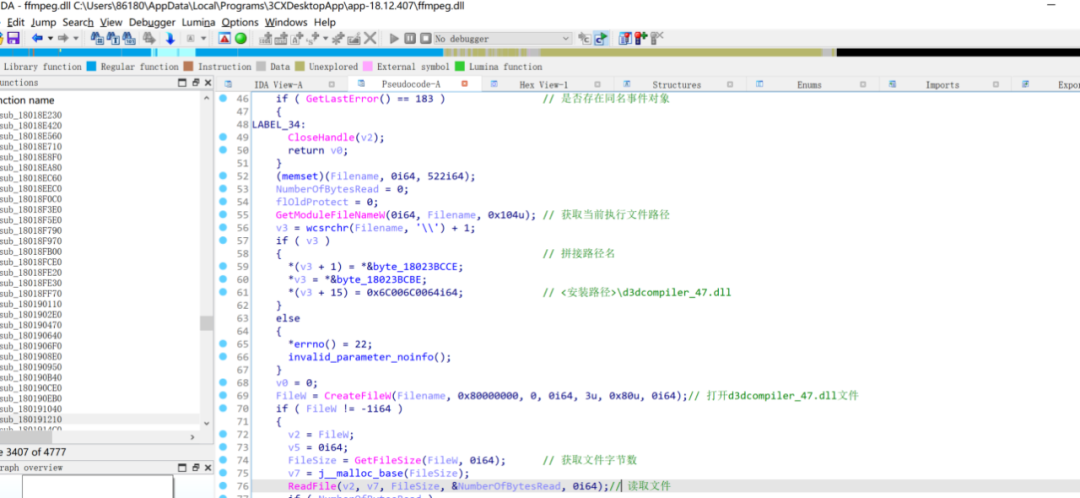 IDA - ffmpeg.dll C:\Users\86180\AppData\Local\Programs\3CXDesktopApp\app-18.12.407\ffmpeg.dll
Edit Jump Search View Debugger Lumina Options Windows Help
No debugger
Library function Regular function Instruction Data Unexplored External symbol Lumina function
unctions
IDA View-A Pseudocode-A Hex View-1 Structures Enums Imports Expor
nction name
sub_18018E230
sub_18018E420
sub_18018E560
sub_18018E710
sub_18018E8F0
sub_18018EA80
sub_18018EC60
sub_18018EEC0
sub_18018F0C0
sub_18018F3E0
sub_18018F5E0
sub_18018F790
sub_18018F970
sub_18018FB00
sub_18018FCE0
sub_18018FE20
sub_18018FE30
sub_18018FF70
sub_180190110
sub_1801902E0
sub_180190470
sub_180190640
sub_1801906F0
sub_1801908E0
sub_180190950
sub_180190B40
sub_180190CE0
sub_180190EB0
sub_180191040
sub_180191210
e 3407 of 4777
raph overview
46 if ( GetLastError() == 183 ) // 是否存在同名事件对象
47 {
48 LABEL_34:
49 CloseHandle(v2);
50 return v0;
51 }
52 (memset)(Filename, 0i64, 522i64);
53 NumberOfBytesRead = 0;
54 flOldProtect = 0;
55 GetModuleFileNameW(0i64, Filename, 0x104u); // 获取当前执行文件路径
56 v3 = wcsrchr(Filename, '\\') + 1;
57 if ( v3 )
58 { // 拼接路径名
59 *(v3 + 1) = *&byte_18023BCCE;
60 *v3 = *&byte_18023BCBE;
61 *(v3 + 15) = 0x6C006C0064i64; // <安装路径>\d3dcompiler_47.dll
62 }
63 else
64 {
65 *errno() = 22;
66 invalid_parameter_noinfo();
67 }
68 v0 = 0;
69 FileW = CreateFileW(Filename, 0x80000000, 0, 0i64, 3u, 0x80u, 0i64);// 打开d3dcompiler_47.dll文件
70 if ( FileW != -1i64 )
71 {
72 v2 = FileW;
73 v5 = 0i64;
74 FileSize = GetFileSize(FileW, 0i64); // 获取文件字节数
75 v7 = j__malloc_base(FileSize);
76 ReadFile(v2, v7, FileSize, &NumberOfBytesRead, 0i64);// 读取文件